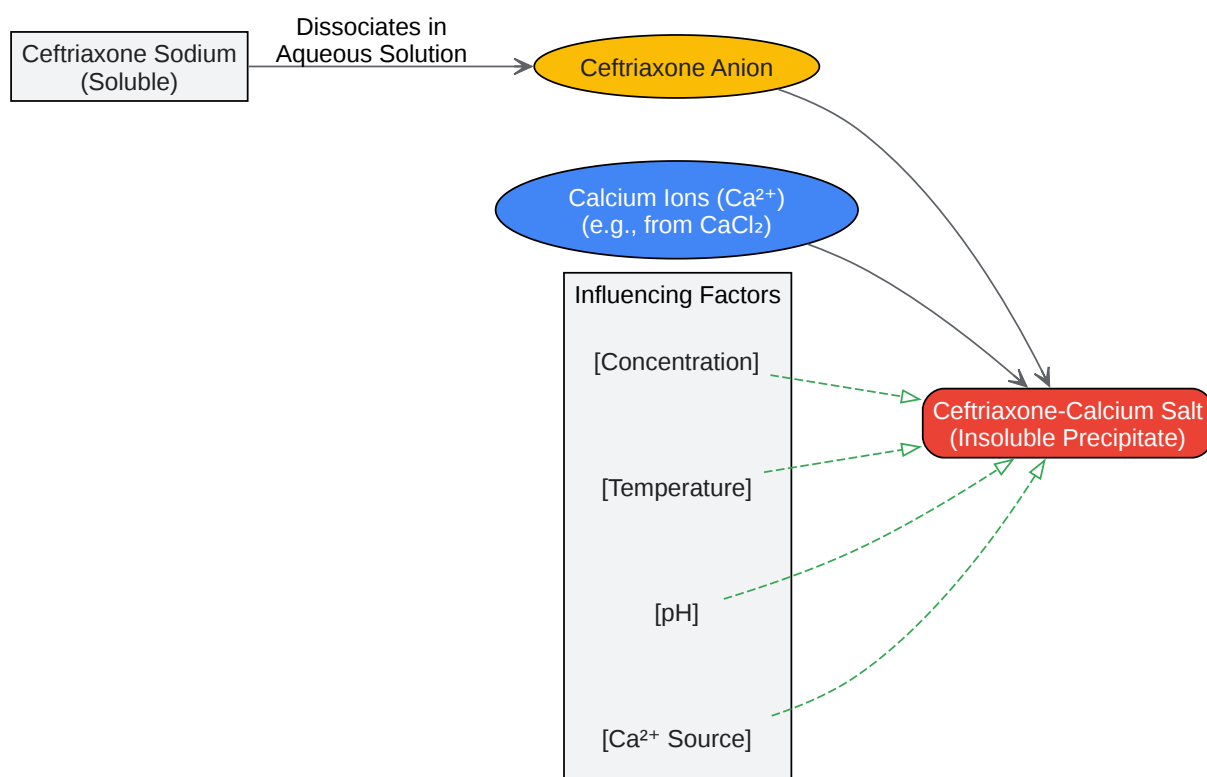 Ceftriaxone Sodium
(Soluble)
Dissociates in
Aqueous Solution
Ceftriaxone Anion
Calcium Ions (Ca²⁺)
(e.g., from CaCl₂)
Influencing Factors
[Concentration]
[Temperature]
[pH]
[Ca²⁺ Source]
Ceftriaxone-Calcium Salt
(Insoluble Precipitate)